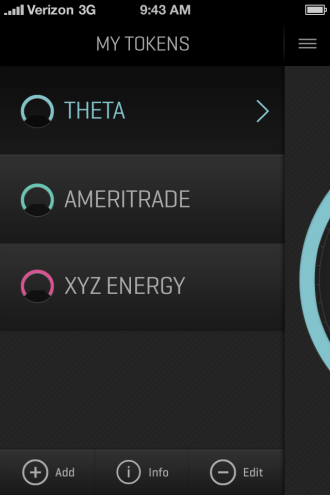 Verizon 3G 9:43 AM
MY TOKENS
THETA
AMERITRADE
XYZ ENERGY
Add Info Edit